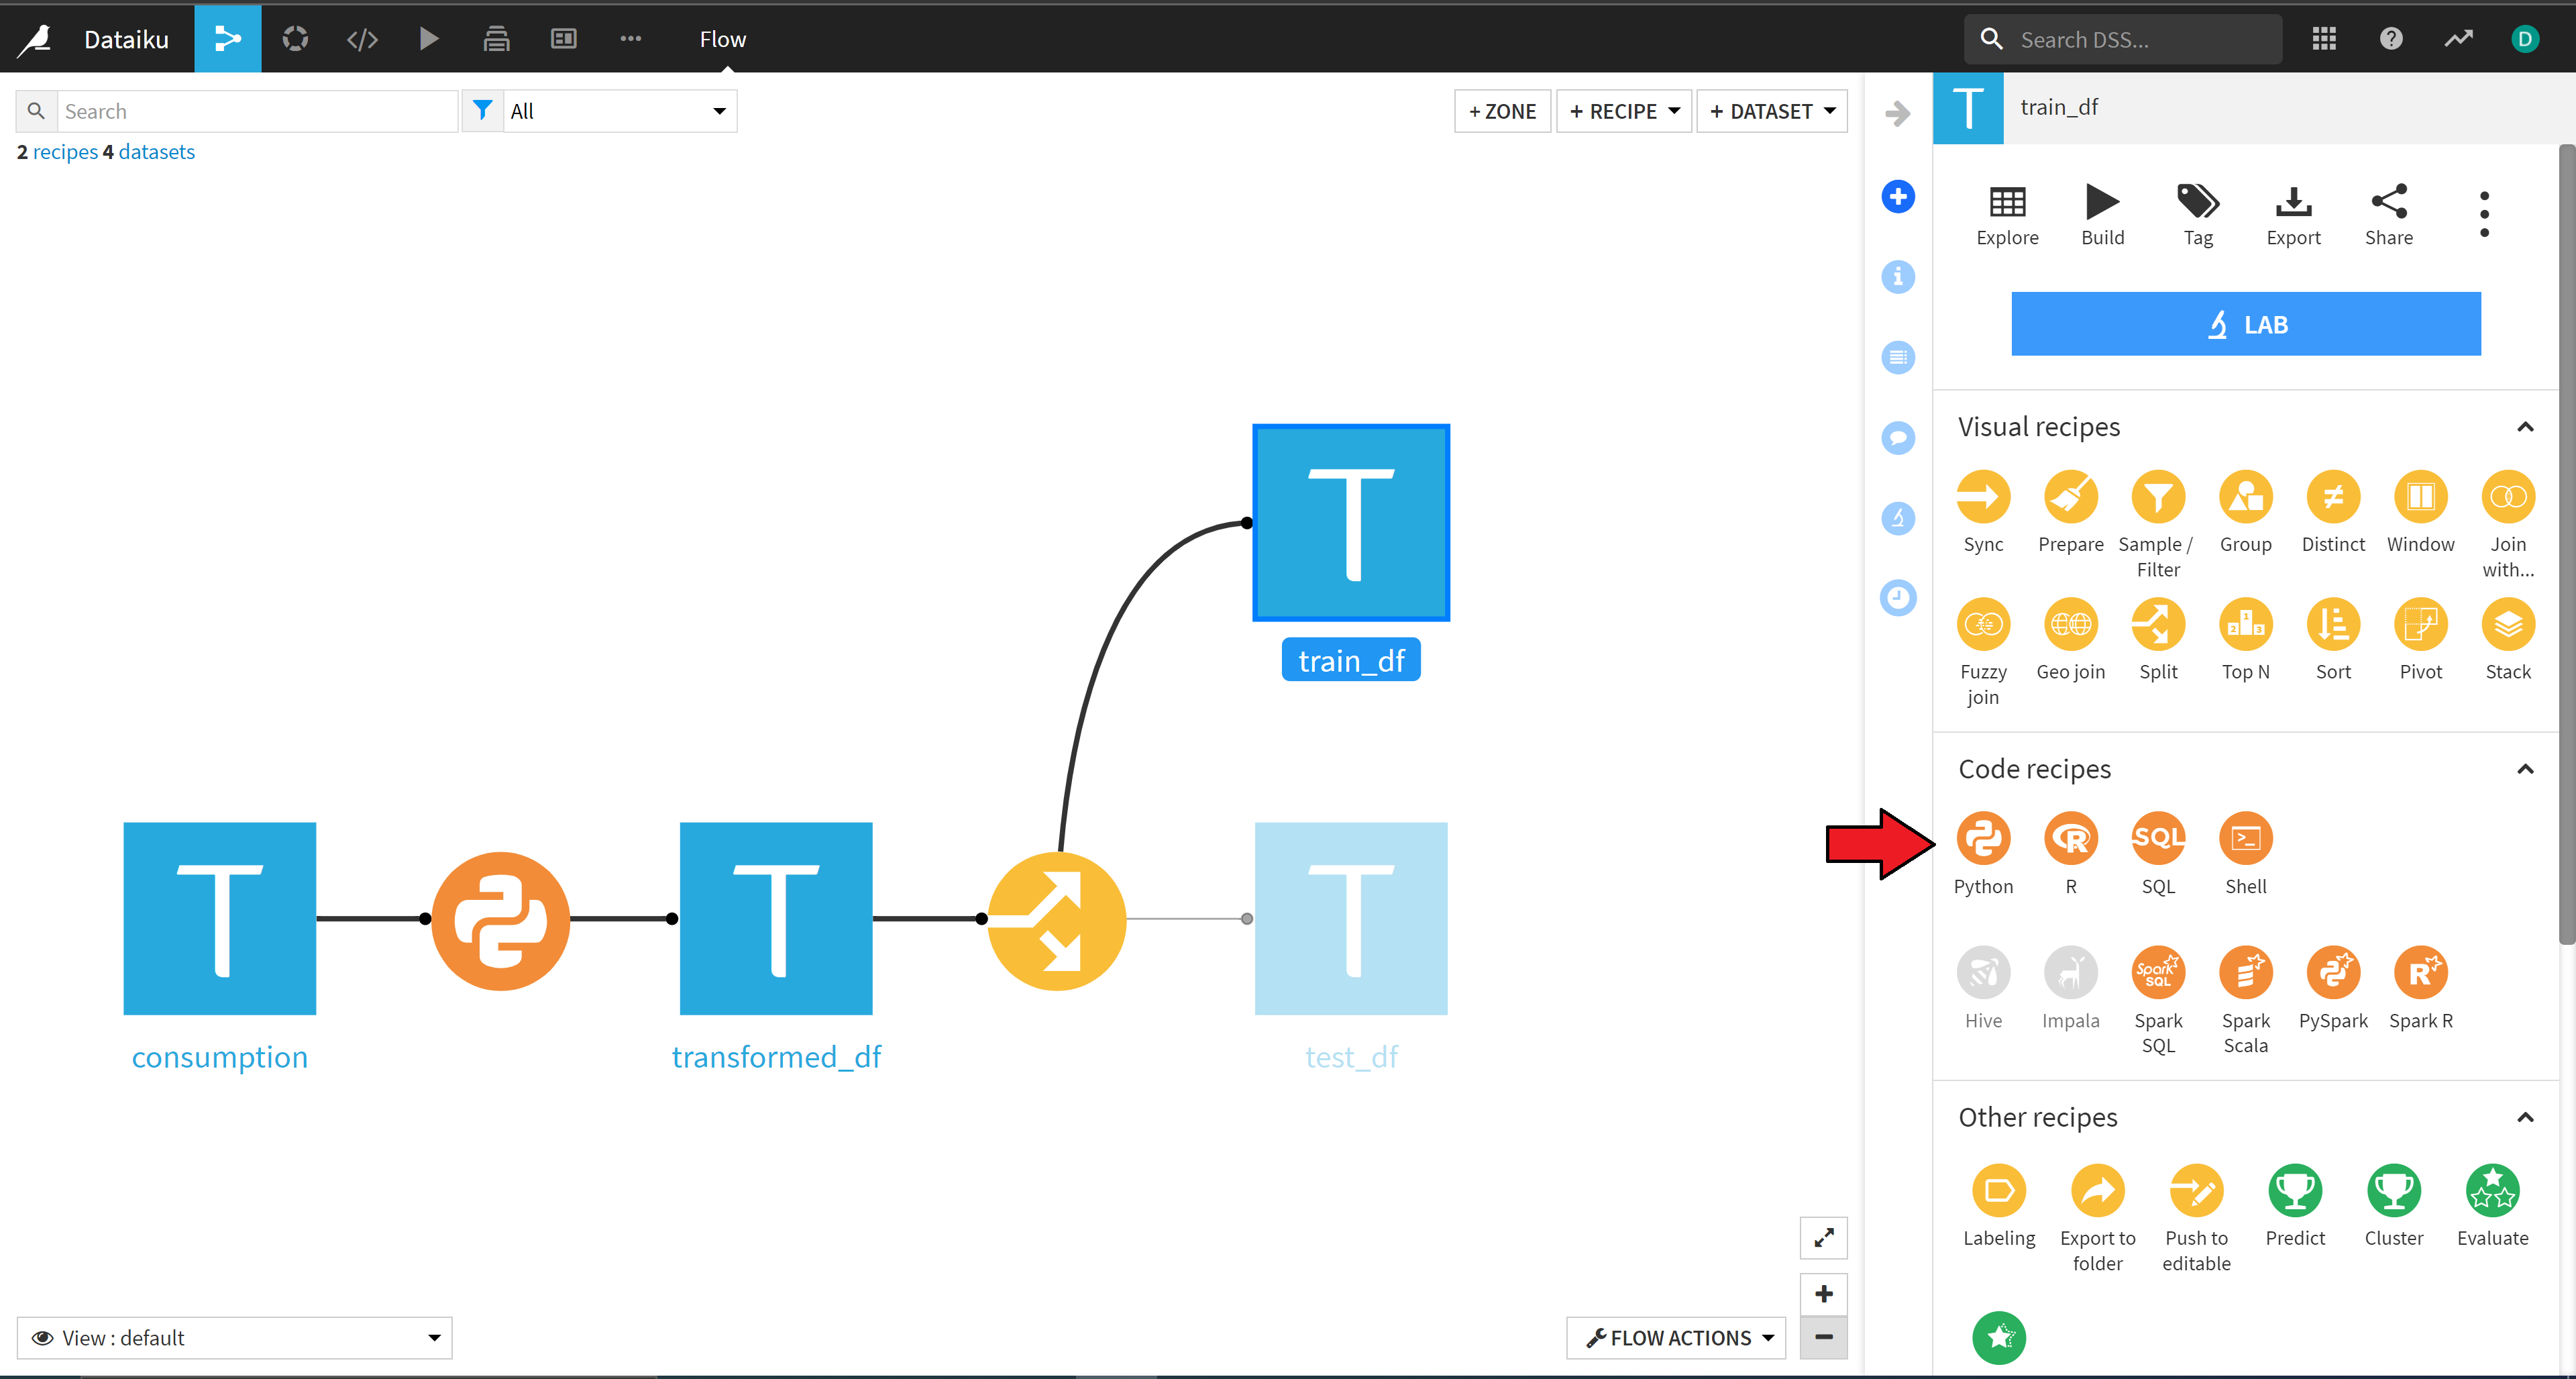 Dataiku
Flow
Search DSS...
D
Search
All
+ ZONE
+ RECIPE
+ DATASET
2 recipes 4 datasets
T
train_df
Explore
Build
Tag
Export
Share
LAB
Visual recipes
Sync
Prepare
Sample / Filter
Group
Distinct
Window
Join with...
Fuzzy join
Geo join
Split
Top N
Sort
Pivot
Stack
Code recipes
Python
R
SQL
SQL
Shell
Hive
Impala
Spark SQL
Spark SQL
Spark Scala
PySpark
Spark R
Other recipes
Labeling
Export to folder
Push to editable
Predict
Cluster
Evaluate
T
train_df
T
consumption
T
transformed_df
T
test_df
View : default
FLOW ACTIONS